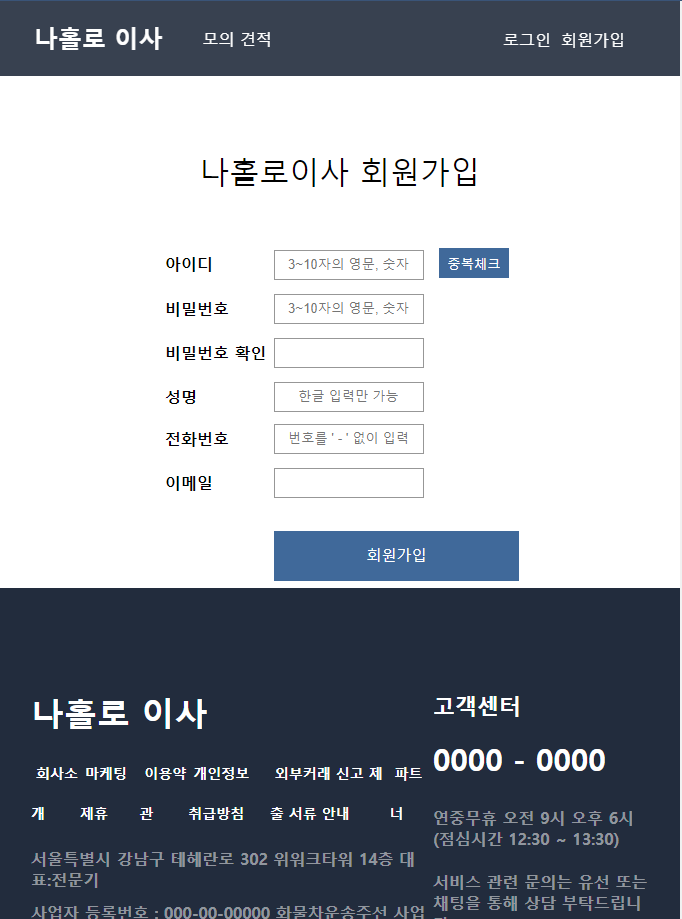 나홀로 이사 모의 견적 로그인 회원가입
나홀로이사 회원가입
아이디 3~10자의 영문, 숫자 중복체크
비밀번호 3~10자의 영문, 숫자
비밀번호 확인
성명 한글 입력만 가능
전화번호 번호를 ' - ' 없이 입력
이메일
회원가입
나홀로 이사
회사소 마케팅 이용약 개인정보 외부커래 신고 제 파트
개 제휴 관 취급방침 출 서류 안내 너
서울특별시 강남구 테헤란로 302 위워크타워 14층 대
표:전문기
사업자 등록번호 : 000-00-00000 화물차운송주선 사업
고객센터
0000 - 0000
연중무휴 오전 9시 오후 6시
(점심시간 12:30 ~ 13:30)
서비스 관련 문의는 유선 또는
채팅을 통해 상담 부탁드립니